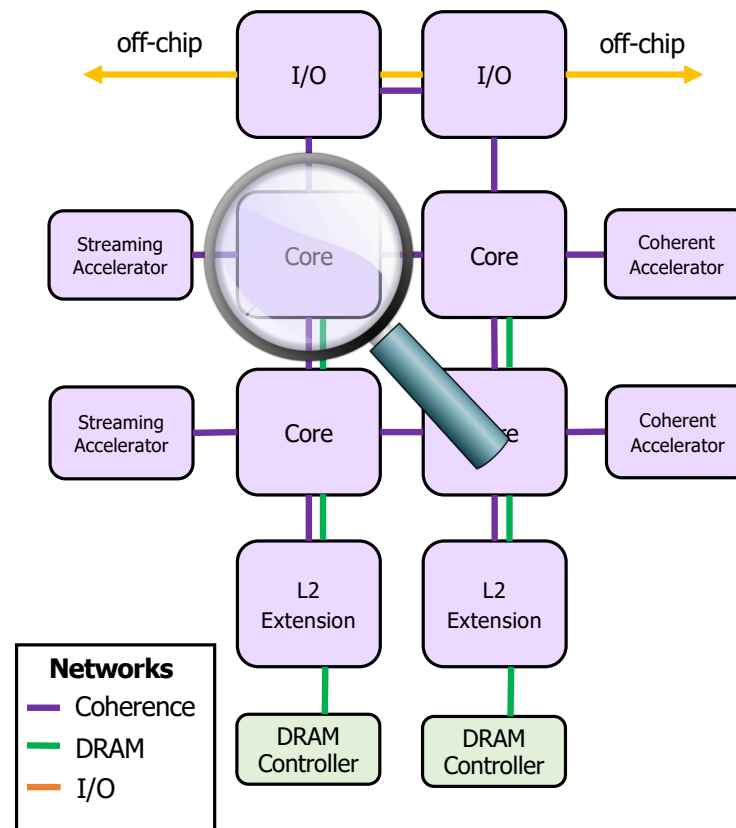 off-chip
I/O
I/O
off-chip
Streaming
Accelerator
Core
Core
Coherent
Accelerator
Streaming
Accelerator
Core
Coherent
Accelerator
L2
Extension
L2
Extension
Networks
Coherence
DRAM
I/O
DRAM
Controller
DRAM
Controller